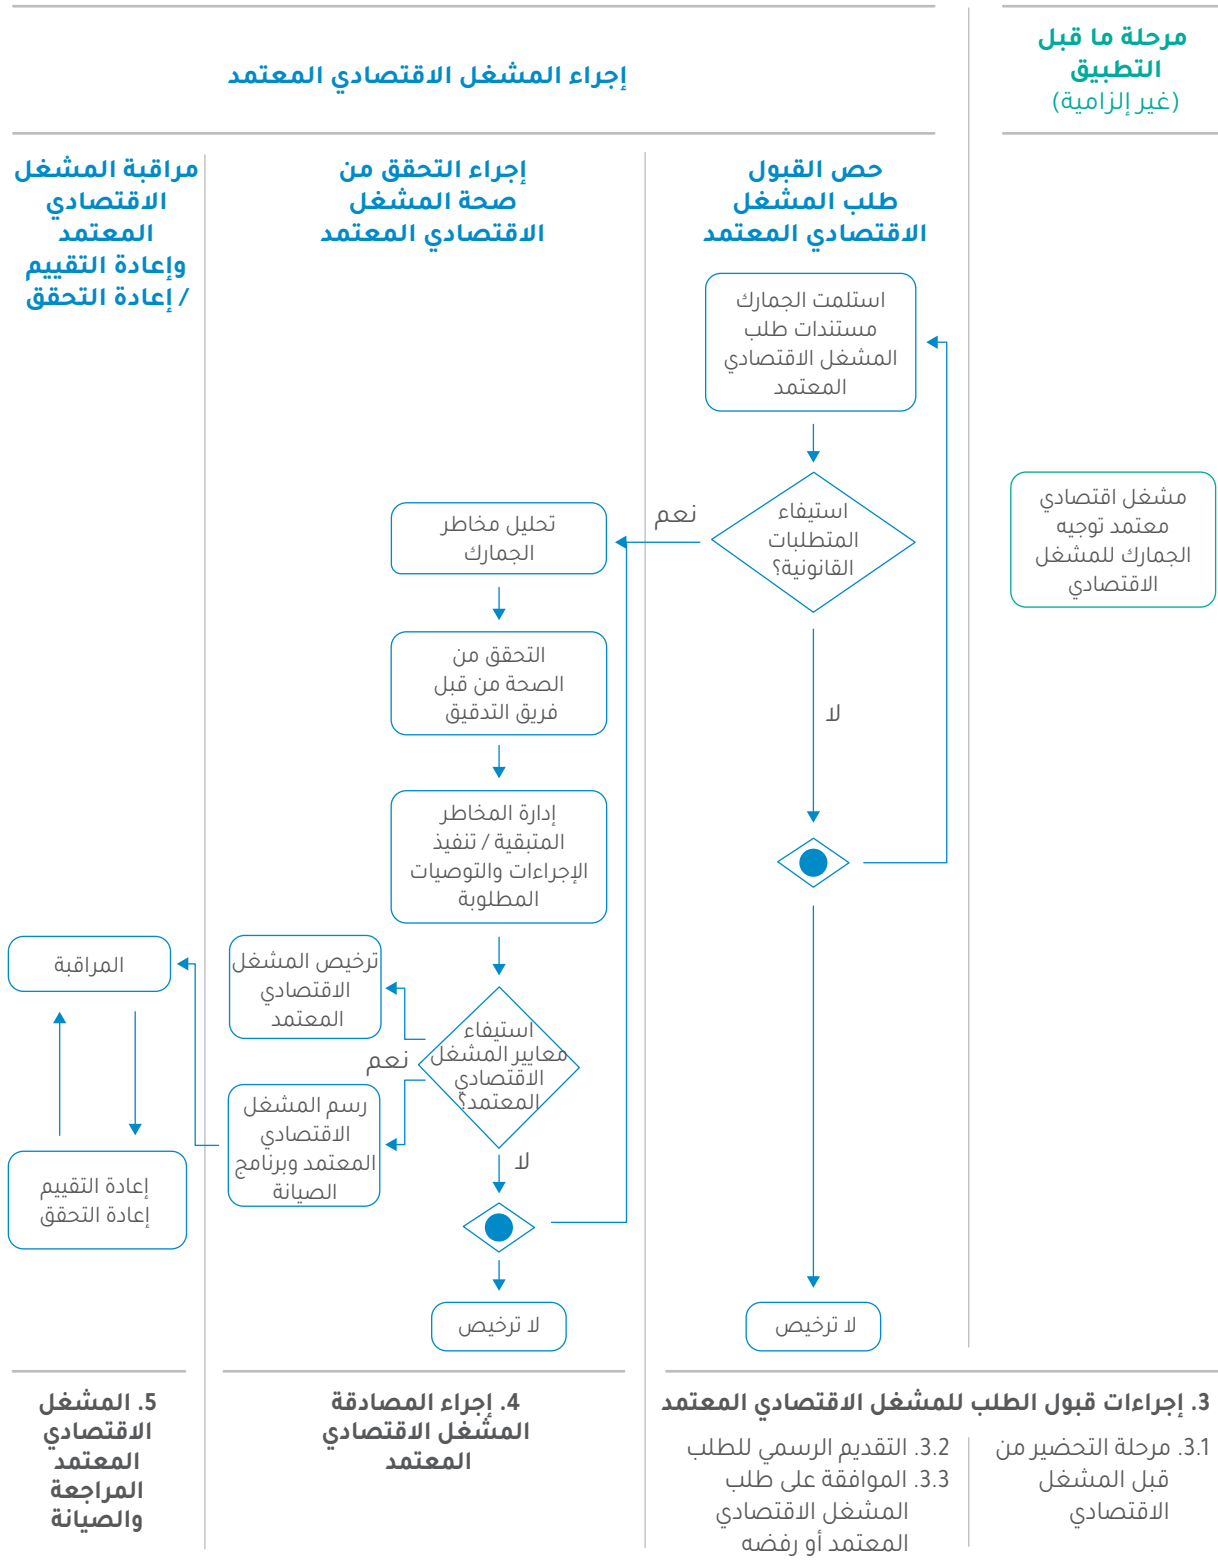 مرحلة ما قبل
التطبيق
(غير إلزامية)
إجراء المشغل الاقتصادي المعتمد
حص القبول
طلب المشغل
الاقتصادي المعتمد
إجراء التحقق من
صحة المشغل
الاقتصادي المعتمد
مراقبة المشغل
الاقتصادي
المعتمد
وإعادة التقييم
/ إعادة التحقق
مشغل اقتصادي
معتمد توجيه
الجمارك للمشغل
الاقتصادي
استلمت الجمارك
مستندات طلب
المشغل الاقتصادي
المعتمد
استيفاء
المتطلبات
القانونية؟
نعم
لا
لا ترخيص
تحليل مخاطر
الجمارك
التحقق من
الصحة من قبل
فريق التدقيق
إدارة المخاطر
المتبقية / تنفيذ
الإجراءات والتوصيات
المطلوبة
استيفاء
معايير المشغل
الاقتصادي
المعتمد؟
نعم
لا
ترخيص المشغل
الاقتصادي
المعتمد
رسم المشغل
الاقتصادي
المعتمد وبرنامج
الصيانة
لا ترخيص
المراقبة
إعادة التقييم
إعادة التحقق
3. إجراءات قبول الطلب للمشغل الاقتصادي المعتمد
3.1. مرحلة التحضير من
قبل المشغل
الاقتصادي
3.2. التقديم الرسمي للطلب
3.3. الموافقة على طلب
المشغل الاقتصادي
المعتمد أو رفضه
4. إجراء المصادقة
المشغل الاقتصادي
المعتمد
5. المشغل
الاقتصادي
المعتمد
المراجعة
والصيانة